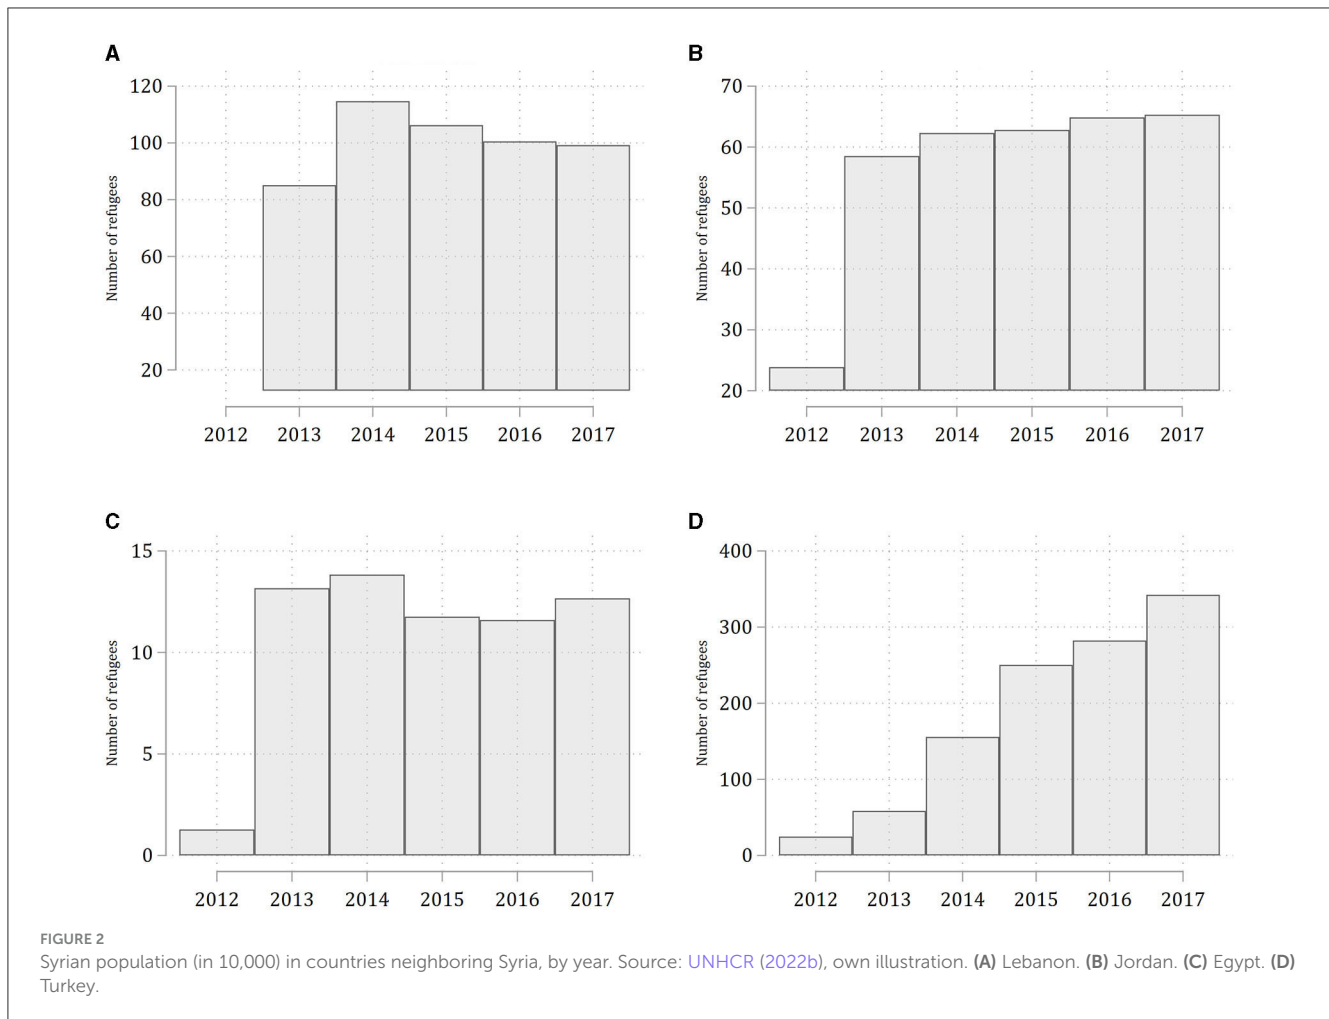 A
B
120
100
80
60
40
20
Number of refugees
2012 2013 2014 2015 2016 2017
70
60
50
40
30
20
Number of refugees
2012 2013 2014 2015 2016 2017
C
D
15
10
5
0
Number of refugees
2012 2013 2014 2015 2016 2017
400
300
200
100
0
Number of refugees
2012 2013 2014 2015 2016 2017
FIGURE 2
Syrian population (in 10,000) in countries neighboring Syria, by year. Source: UNHCR (2022b), own illustration. (A) Lebanon. (B) Jordan. (C) Egypt. (D)
Turkey.